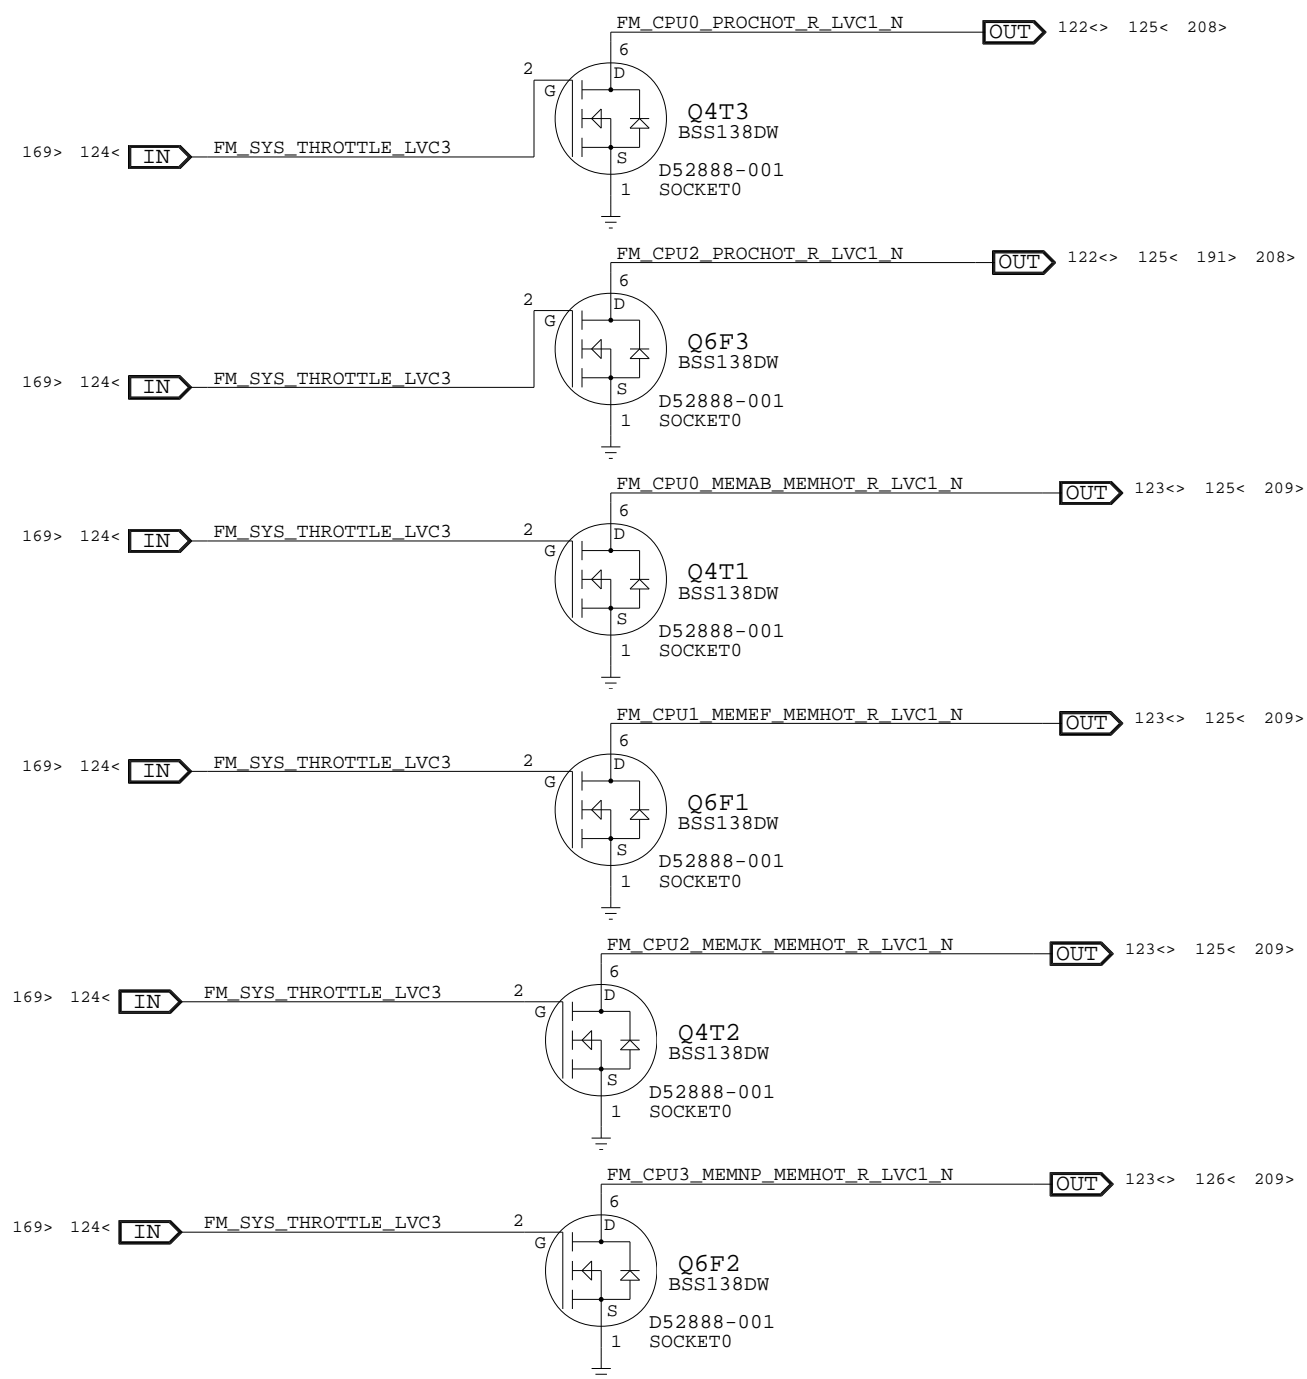 FM_CPU0_PROCHOT_R_LVC1_N OUT 122<> 125< 208>
6
2 D
G
Q4T3
BSS138DW
169> 124< IN FM_SYS_THROTTLE_LVC3
S
D52888-001
1 SOCKET0
FM_CPU2_PROCHOT_R_LVC1_N OUT 122<> 125< 191> 208>
6
2 D
G
Q6F3
BSS138DW
169> 124< IN FM_SYS_THROTTLE_LVC3
S
D52888-001
1 SOCKET0
FM_CPU0_MEMAB_MEMHOT_R_LVC1_N OUT 123<> 125< 209>
6
169> 124< IN FM_SYS_THROTTLE_LVC3 2 D
G
Q4T1
BSS138DW
S
D52888-001
1 SOCKET0
FM_CPU1_MEMEF_MEMHOT_R_LVC1_N OUT 123<> 125< 209>
6
169> 124< IN FM_SYS_THROTTLE_LVC3 2 D
G
Q6F1
BSS138DW
S
D52888-001
1 SOCKET0
FM_CPU2_MEMJK_MEMHOT_R_LVC1_N OUT 123<> 125< 209>
6
169> 124< IN FM_SYS_THROTTLE_LVC3 2 D
G
Q4T2
BSS138DW
S
D52888-001
1 SOCKET0
FM_CPU3_MEMNP_MEMHOT_R_LVC1_N OUT 123<> 126< 209>
6
169> 124< IN FM_SYS_THROTTLE_LVC3 2 D
G
Q6F2
BSS138DW
S
D52888-001
1 SOCKET0